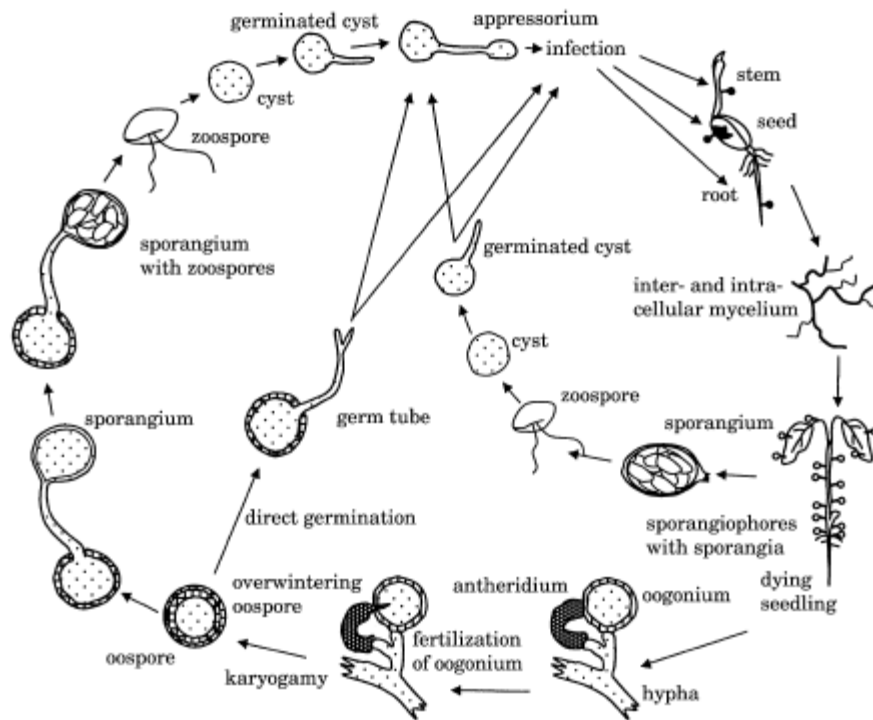 germinated cyst
appressorium
infection
stem
cyst
seed
zoospore
root
sporangium
with zoospores
germinated cyst
inter- and intra-
cellular mycelium
cyst
zoospore
sporangium
germ tube
sporangium
direct germination
sporangiophores
with sporangia
overwintering
oospore
antheridium
oogonium
dying
seedling
oospore
fertilization
of oogonium
karyogamy
hypha